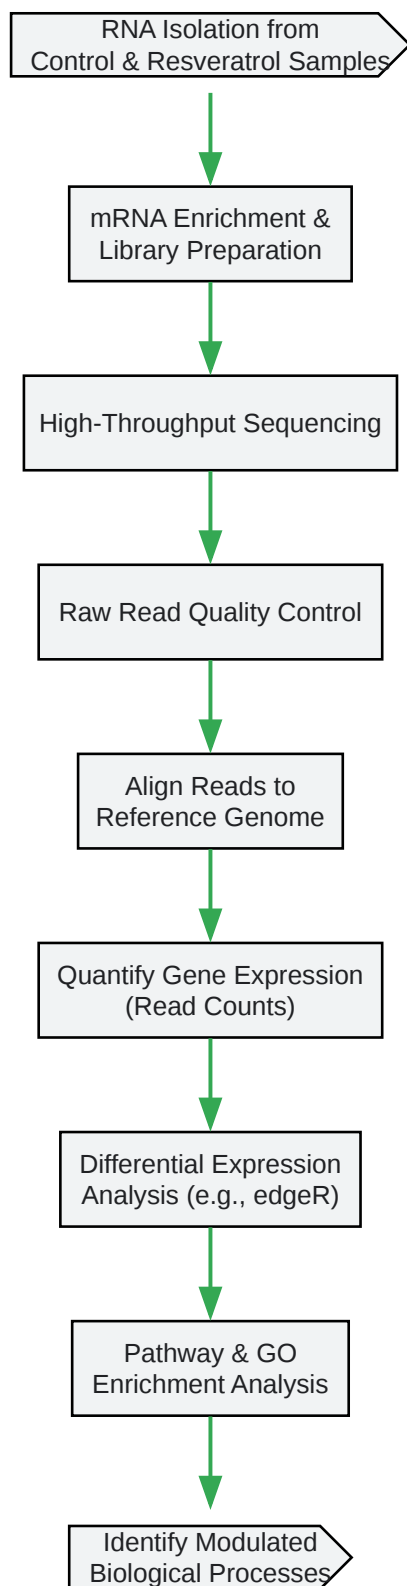 RNA Isolation from
Control & Resveratrol Samples
mRNA Enrichment &
Library Preparation
High-Throughput Sequencing
Raw Read Quality Control
Align Reads to
Reference Genome
Quantify Gene Expression
(Read Counts)
Differential Expression
Analysis (e.g., edgeR)
Pathway & GO
Enrichment Analysis
Identify Modulated
Biological Processes